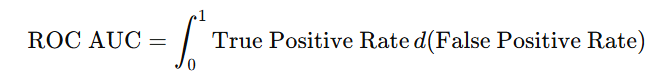 ROC AUC = ∫₀¹ True Positive Rate d(False Positive Rate)